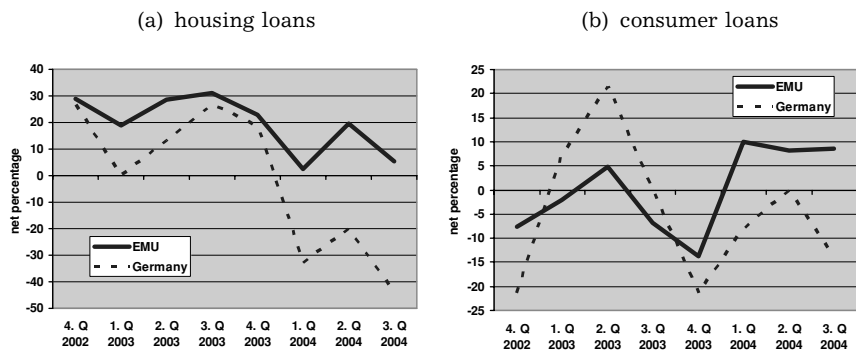 (a) housing loans
(b) consumer loans
40
30
20
10
0
-10
-20
-30
-40
-50
net percentage
EMU
Germany
4. Q 1. Q 2. Q 3. Q 4. Q 1. Q 2. Q 3. Q
2002 2003 2003 2003 2003 2004 2004 2004
25
20
15
10
5
0
-5
-10
-15
-20
-25
net percentage
EMU
Germany
4. Q 1. Q 2. Q 3. Q 4. Q 1. Q 2. Q 3. Q
2002 2003 2003 2003 2003 2004 2004 2004